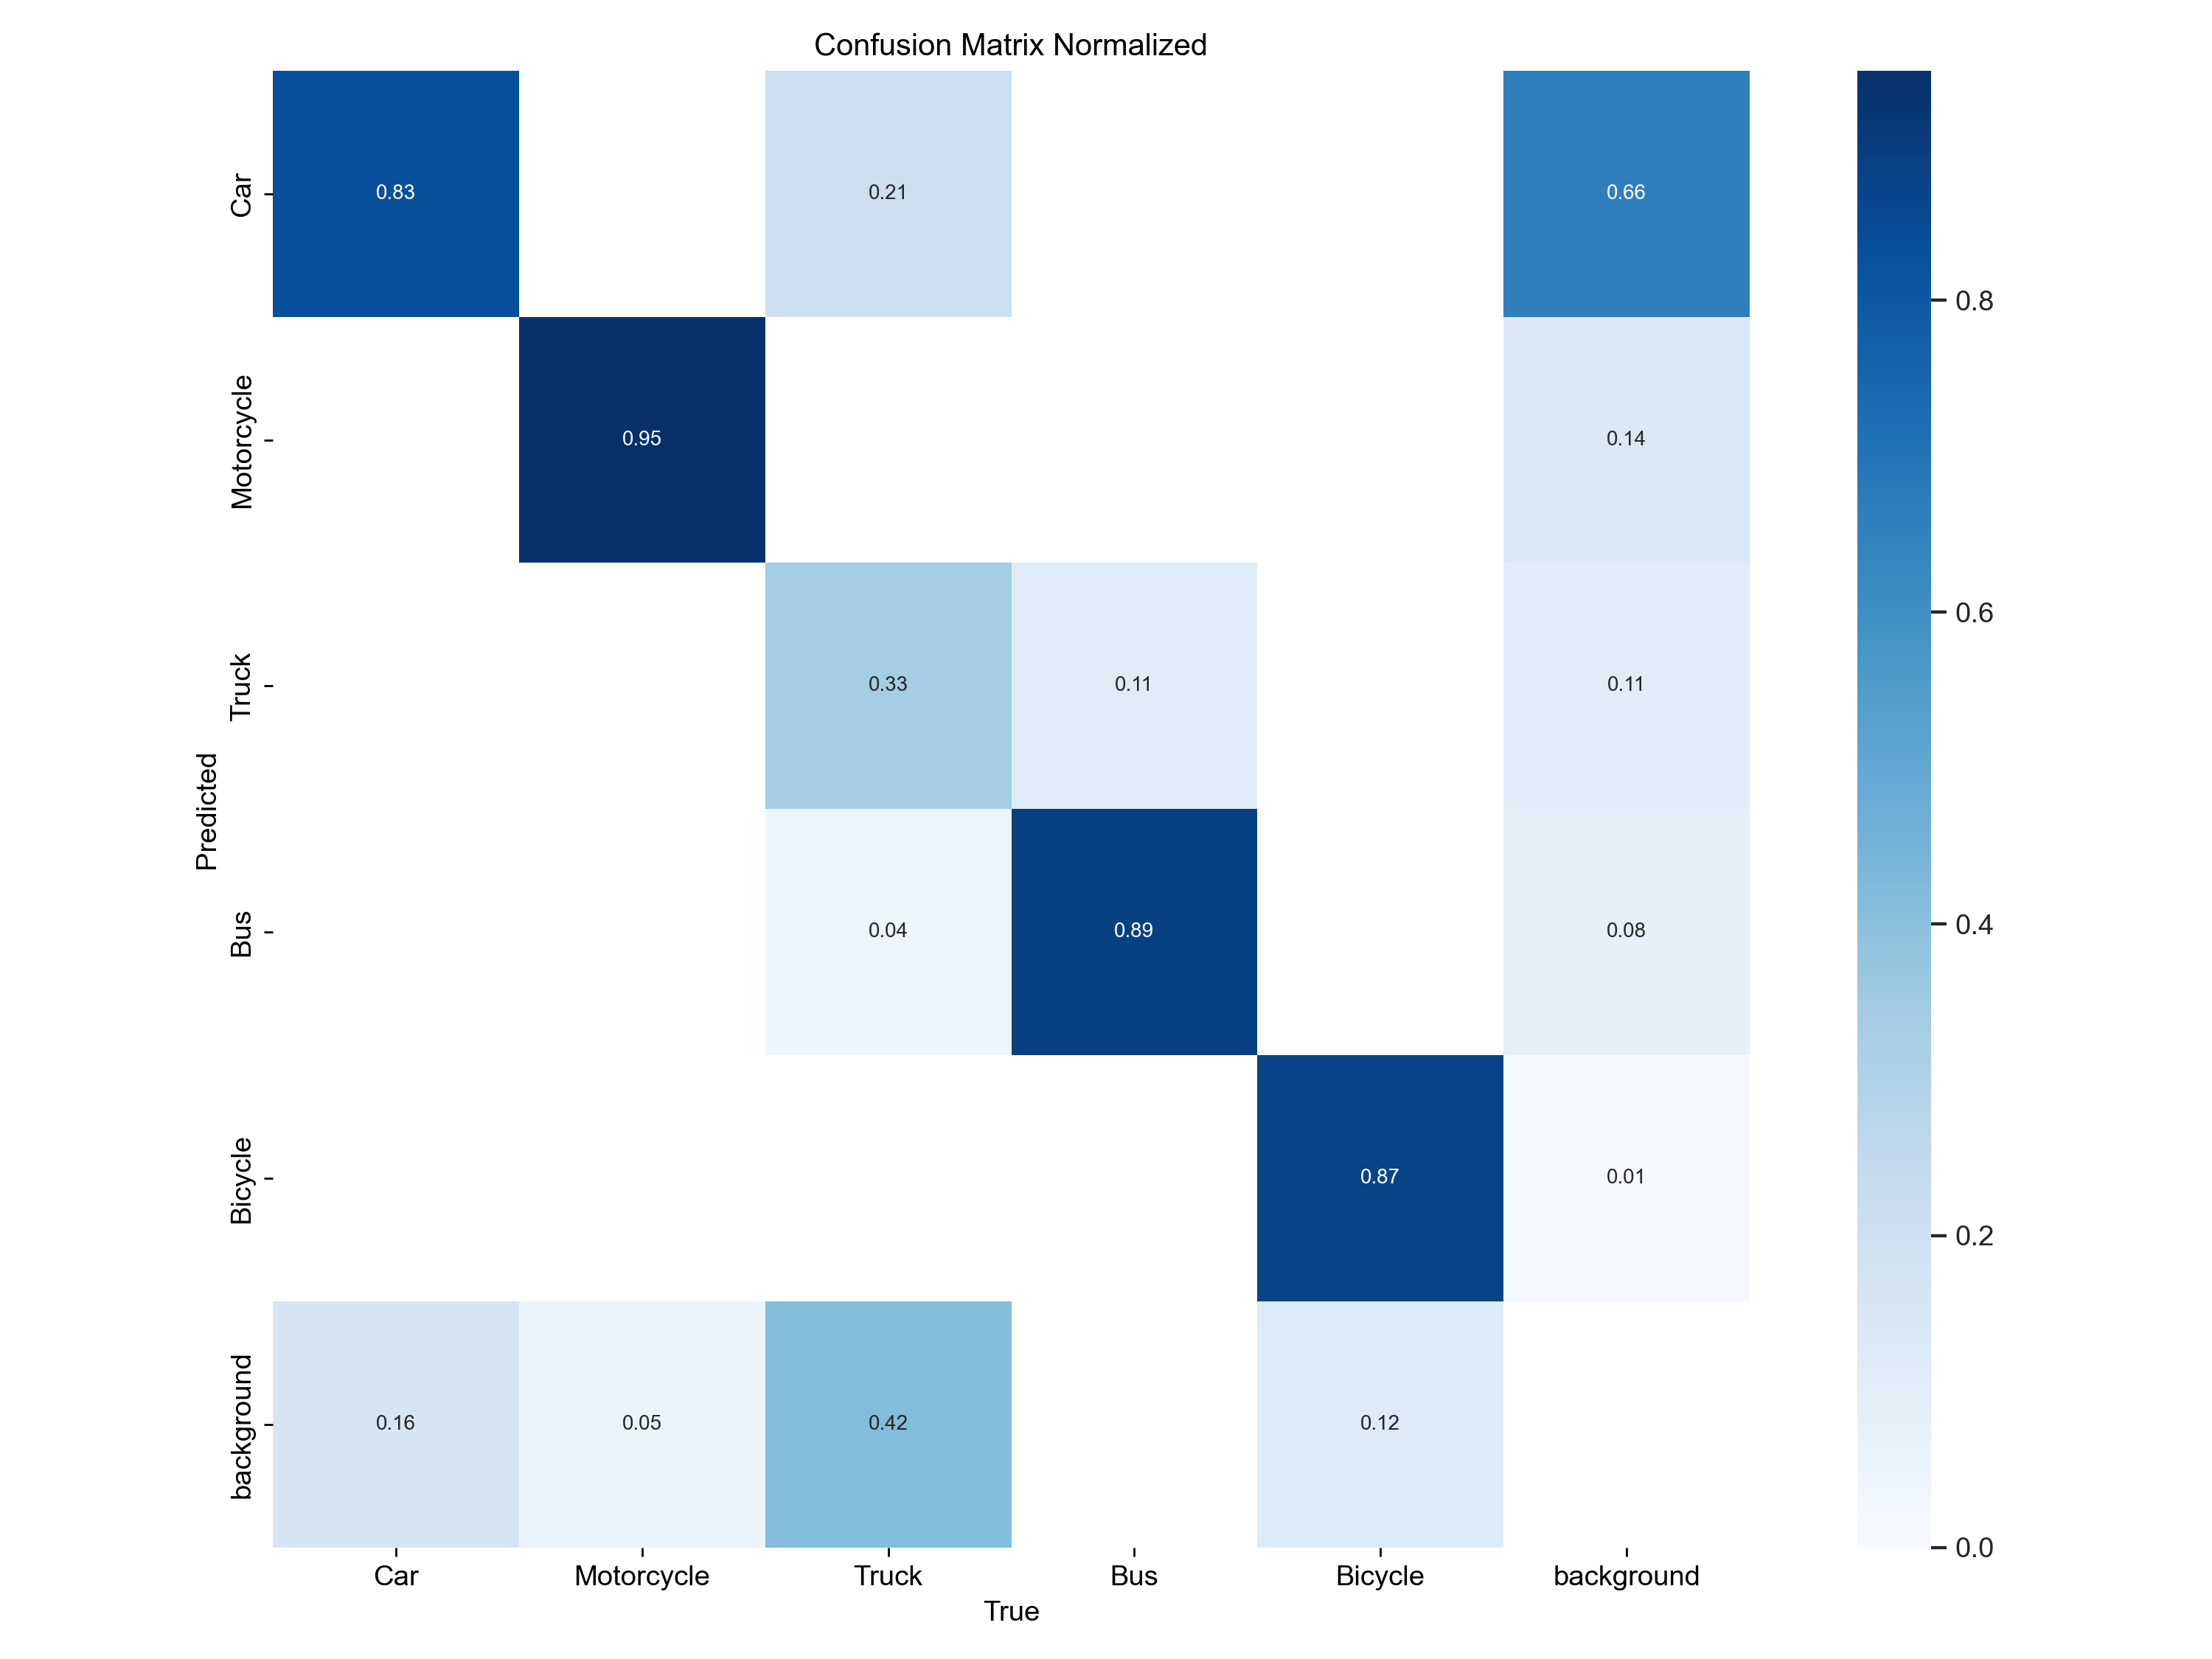 Confusion Matrix Normalized
Car
0.83
0.21
0.66
0.8
Motorcycle
0.95
0.14
0.6
Truck
0.33
0.11
0.11
Predicted
Bus
0.04
0.89
0.08
0.4
Bicycle
0.87
0.01
0.2
background
0.16
0.05
0.42
0.12
0.0
Car Motorcycle Truck Bus Bicycle background
True